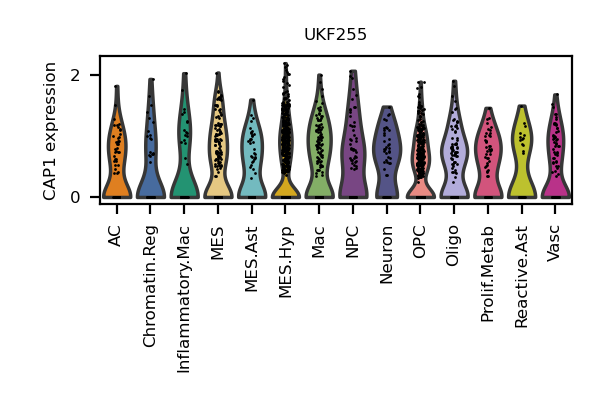 UKF255
CAP1 expression
2
0
AC
Chromatin.Reg
Inflammatory.Mac
MES
MES.Ast
MES.Hyp
Mac
NPC
Neuron
OPC
Oligo
Prolif.Metab
Reactive.Ast
Vasc